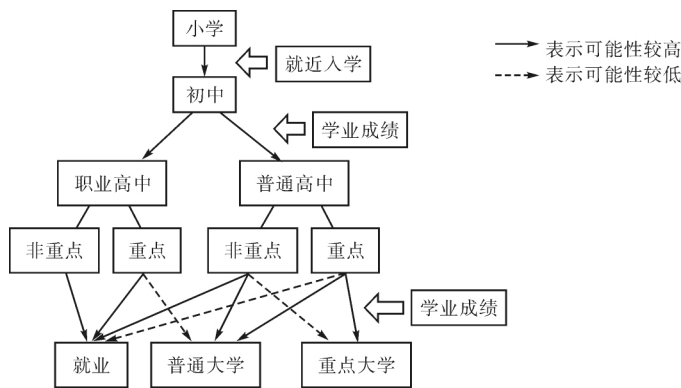 小学
就近入学
表示可能性较高
表示可能性较低
初中
学业成绩
职业高中
普通高中
非重点
重点
非重点
重点
学业成绩
就业
普通大学
重点大学